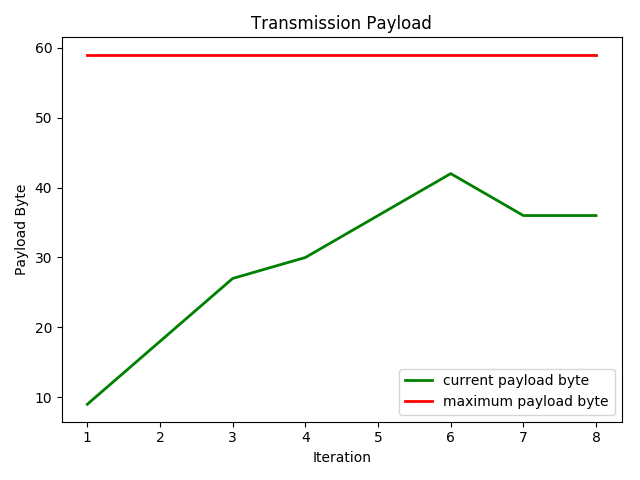 Transmission Payload
60
50
40
30
20
10
Payload Byte
current payload byte
maximum payload byte
1 2 3 4 5 6 7 8
Iteration